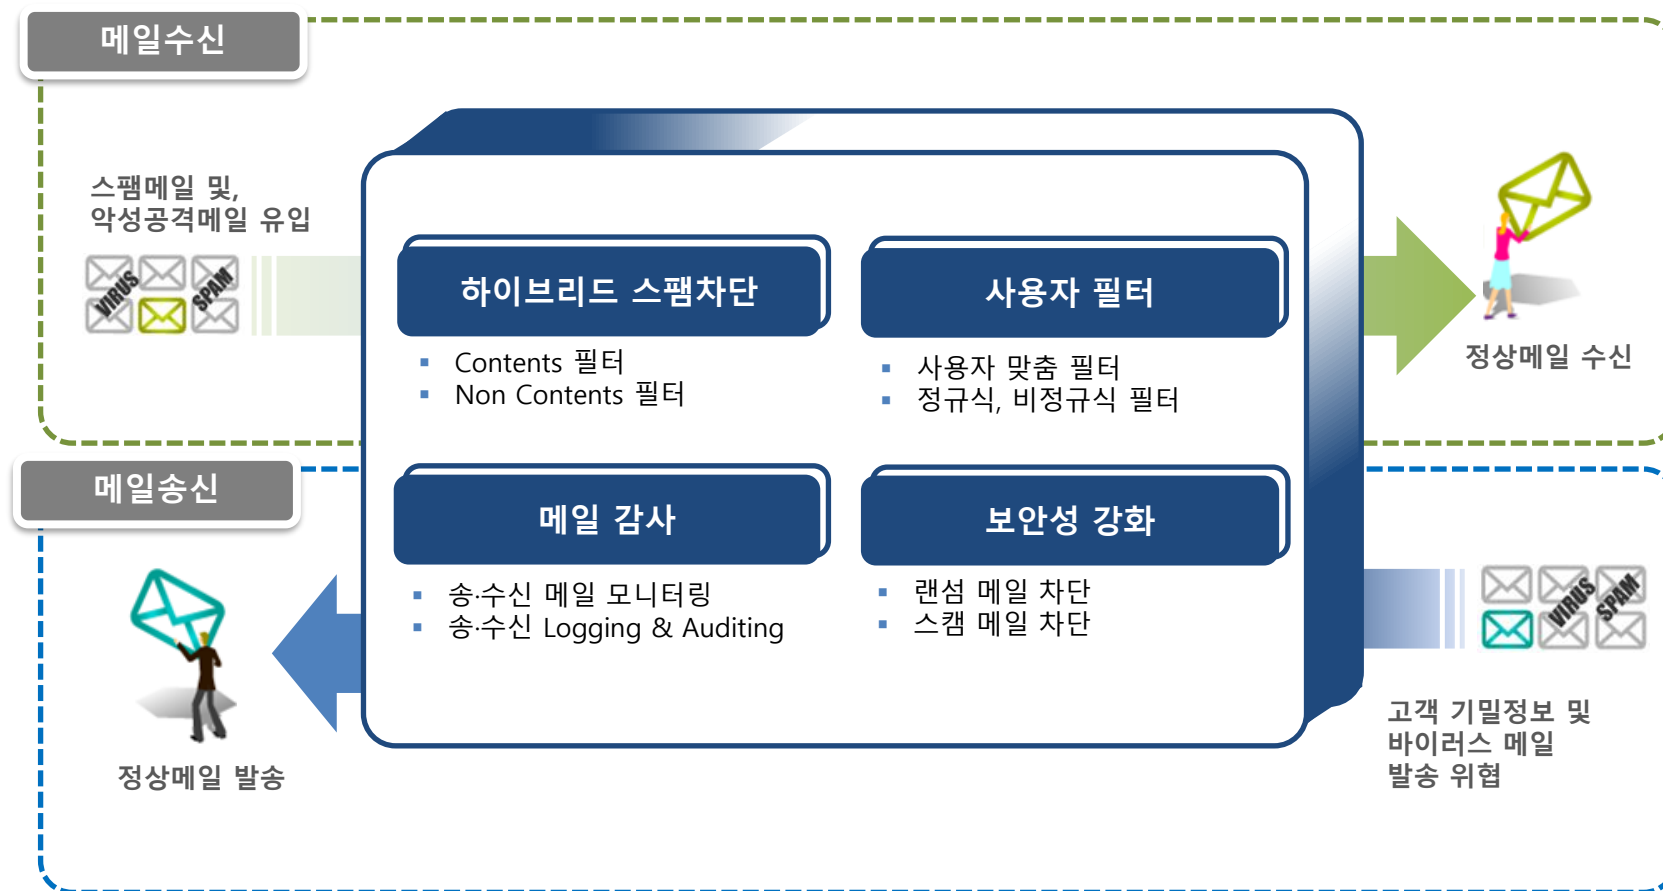 메일수신
스팸메일 및,
악성공격메일 유입
VIRUS
SPAM
하이브리드 스팸차단
▪ Contents 필터
▪ Non Contents 필터
사용자 필터
▪ 사용자 맞춤 필터
▪ 정규식, 비정규식 필터
정상메일 수신
메일송신
메일 감사
▪ 송·수신 메일 모니터링
▪ 송·수신 Logging & Auditing
보안성 강화
▪ 랜섬 메일 차단
▪ 스캠 메일 차단
정상메일 발송
VIRUS
SPAM
고객 기밀정보 및
바이러스 메일
발송 위협